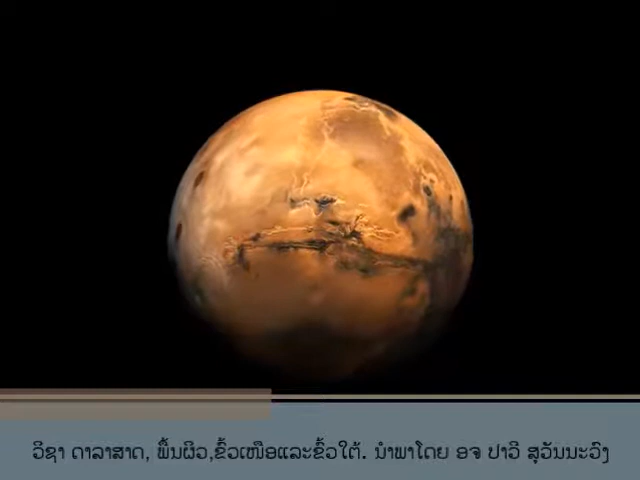 ວິຊາ ດາລາສາດ, ພື້ນຜິວ,ຂົ້ວເໜືອແລະຂົ້ວໃຕ້. ນຳພາໂດຍ ອຈ ປາວີ ສຸວັນນະວົງ